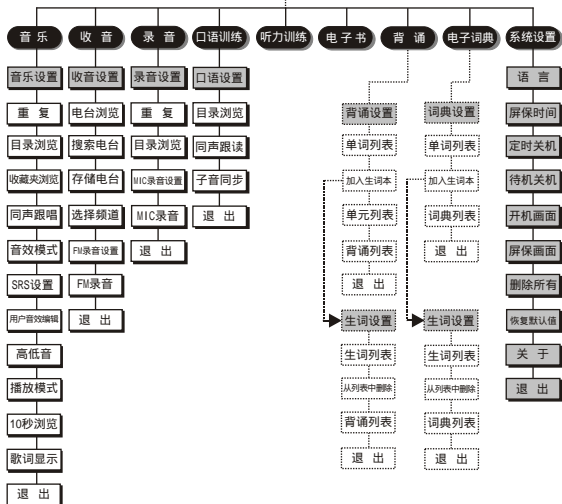 音 乐
收 音
录 音
口语训练
听力训练
电 子 书
背 诵
电子词典
系统设置
音乐设置
重 复
目录浏览
收藏夹浏览
同声跟唱
音效模式
SRS设置
用户音效编辑
高低音
播放模式
10秒浏览
歌词显示
退 出
收音设置
电台浏览
搜索电台
存储电台
选择频道
FM录音设置
FM录音
退 出
录音设置
重 复
目录浏览
MIC录音设置
MIC录音
退 出
口语设置
目录浏览
同声跟读
子音同步
退 出
背诵设置
单词列表
加入生词本
单元列表
背诵列表
退 出
生词设置
生词列表
从列表中删除
背诵列表
退 出
词典设置
单词列表
加入生词本
词典列表
退 出
生词设置
生词列表
从列表中删除
词典列表
退 出
语 言
屏保时间
定时关机
待机关机
开机画面
屏保画面
删除所有
恢复默认值
关 于
退 出